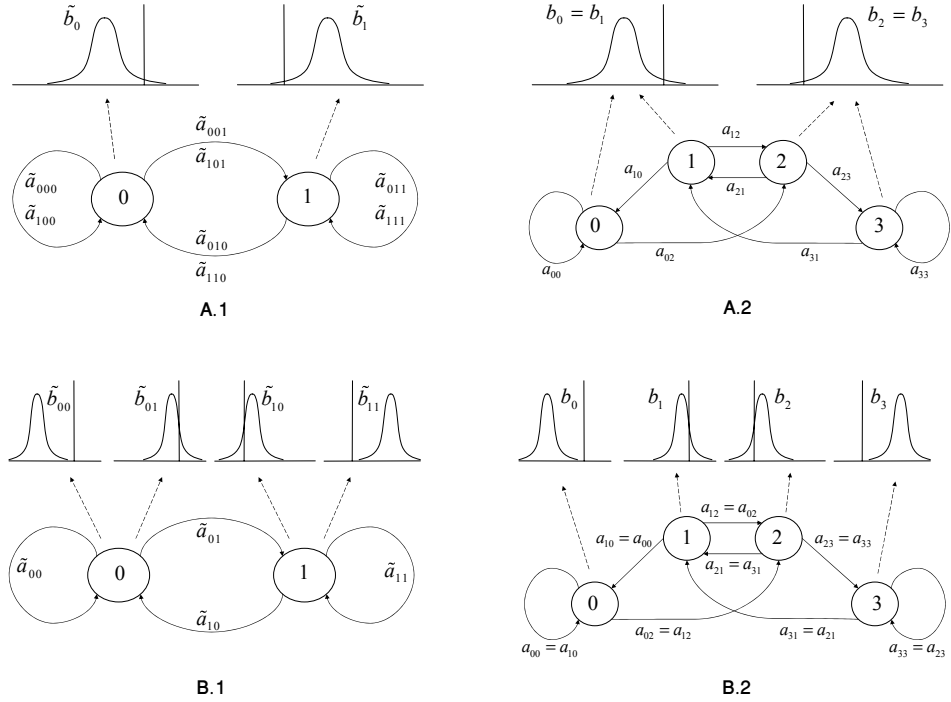 b̃₀
b̃₁
ã₀₀₁
ã₁₀₁
ã₀₀₀
ã₁₀₀
0
1
ã₀₁₁
ã₁₁₁
ã₀₁₀
ã₁₁₀
A.1
b₀ = b₁
b₂ = b₃
a₁₂
1
2
a₁₀
a₂₁
a₂₃
0
3
a₀₀
a₀₂
a₃₁
a₃₃
A.2
b̃₀₀
b̃₀₁
b̃₁₀
b̃₁₁
ã₀₁
ã₀₀
0
1
ã₁₁
ã₁₀
B.1
b₀
b₁
b₂
b₃
a₁₂ = a₀₂
a₁₀ = a₀₀
1
2
a₂₃ = a₃₃
a₂₁ = a₃₁
0
3
a₀₂ = a₁₂
a₃₁ = a₂₁
a₀₀ = a₁₀
a₃₃ = a₂₃
B.2